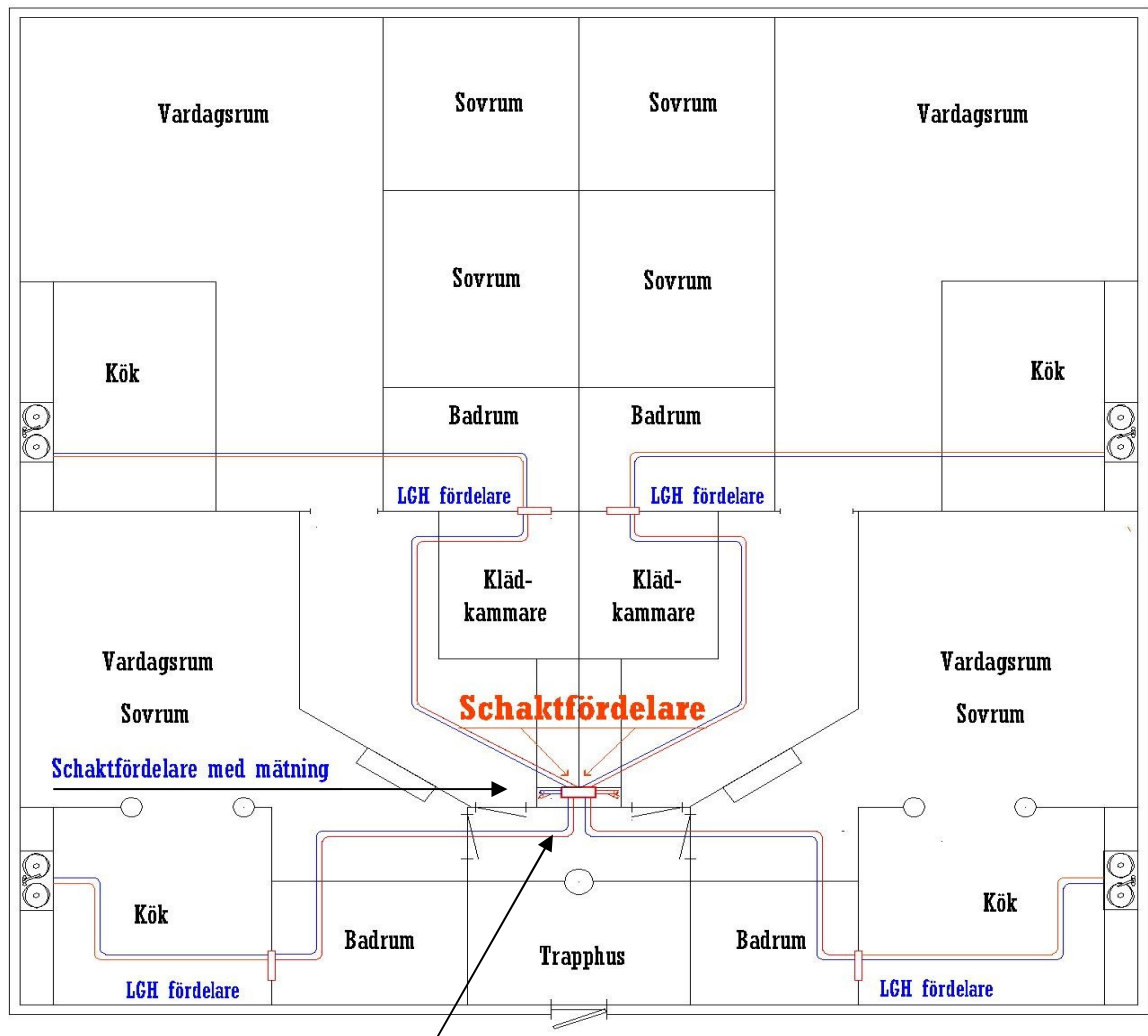 Vardagsrum
Sovrum
Sovrum
Vardagsrum
Sovrum
Sovrum
Kök
Kök
Badrum
Badrum
LGH fördelare
LGH fördelare
Kläd-
kammare
Kläd-
kammare
Vardagsrum
Sovrum
Vardagsrum
Sovrum
Schaktfördelare
Schaktfördelare med mätning
Kök
Badrum
Trapphus
Badrum
Kök
LGH fördelare
LGH fördelare